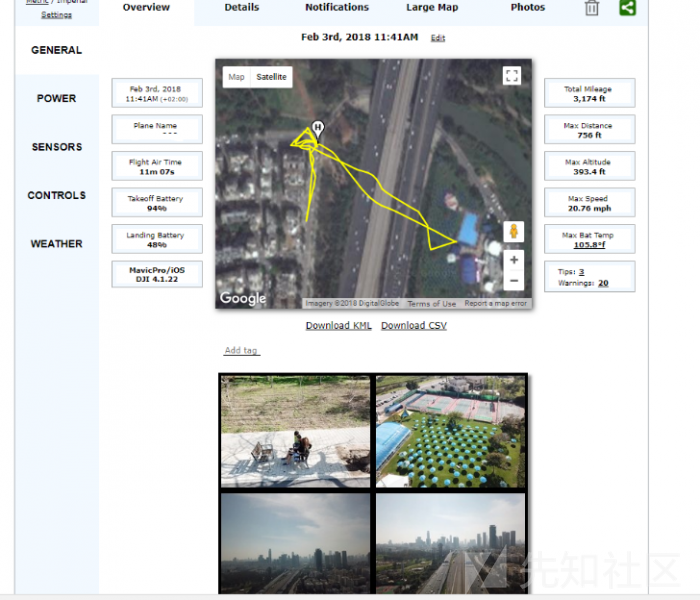 Metric / Imperial
Settings
GENERAL
POWER
SENSORS
CONTROLS
WEATHER
Overview
Details
Notifications
Large Map
Photos
Feb 3rd, 2018 11:41AM
Edit
Feb 3rd, 2018
11:41AM (+02:00)
Plane Name
---
Flight Air Time
11m 07s
Takeoff Battery
94%
Landing Battery
48%
MavicPro/iOS
DJI 4.1.22
Map
Satellite
H
Google
Imagery ©2018 DigitalGlobe
Terms of Use
Report a map error
Total Mileage
3,174 ft
Max Distance
756 ft
Max Altitude
393.4 ft
Max Speed
20.76 mph
Max Bat Temp
105.8°f
Tips: 3
Warnings: 20
Download KML
Download CSV
Add tag
先知社区